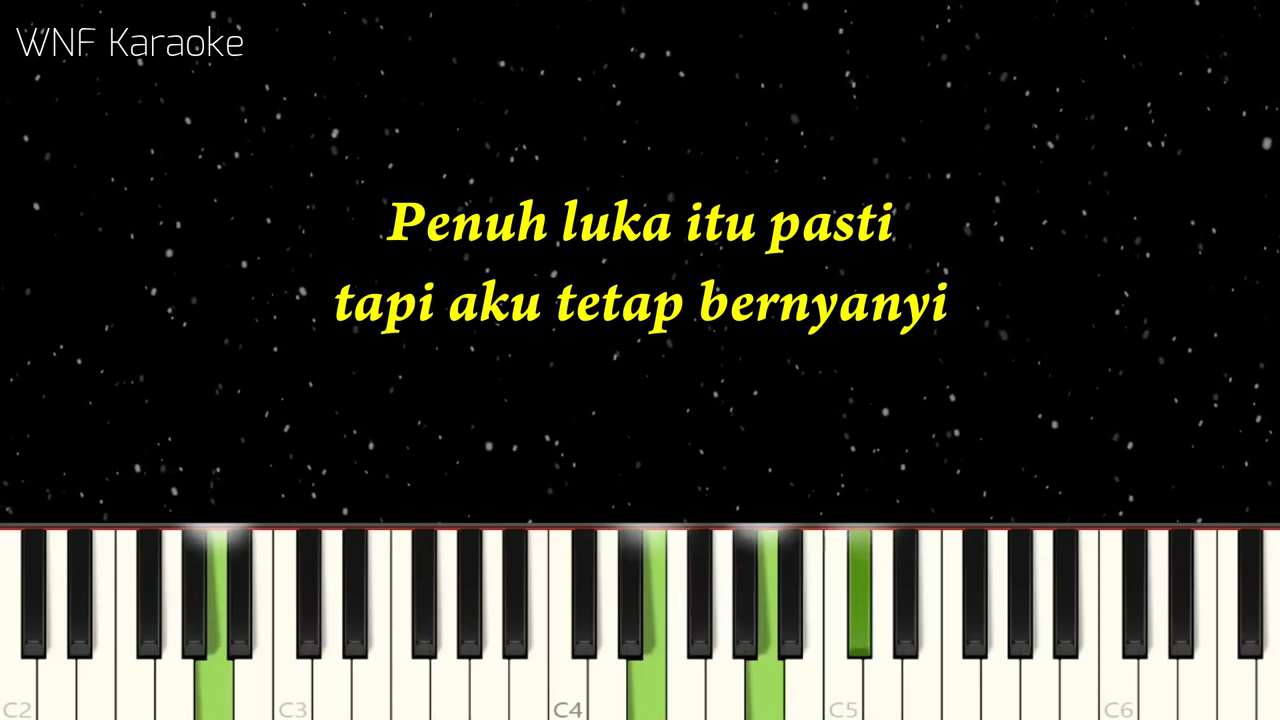 WNF Karaoke
Penuh luka itu pasti
tapi aku tetap bernyanyi
C2 C3 C4 C5 C6